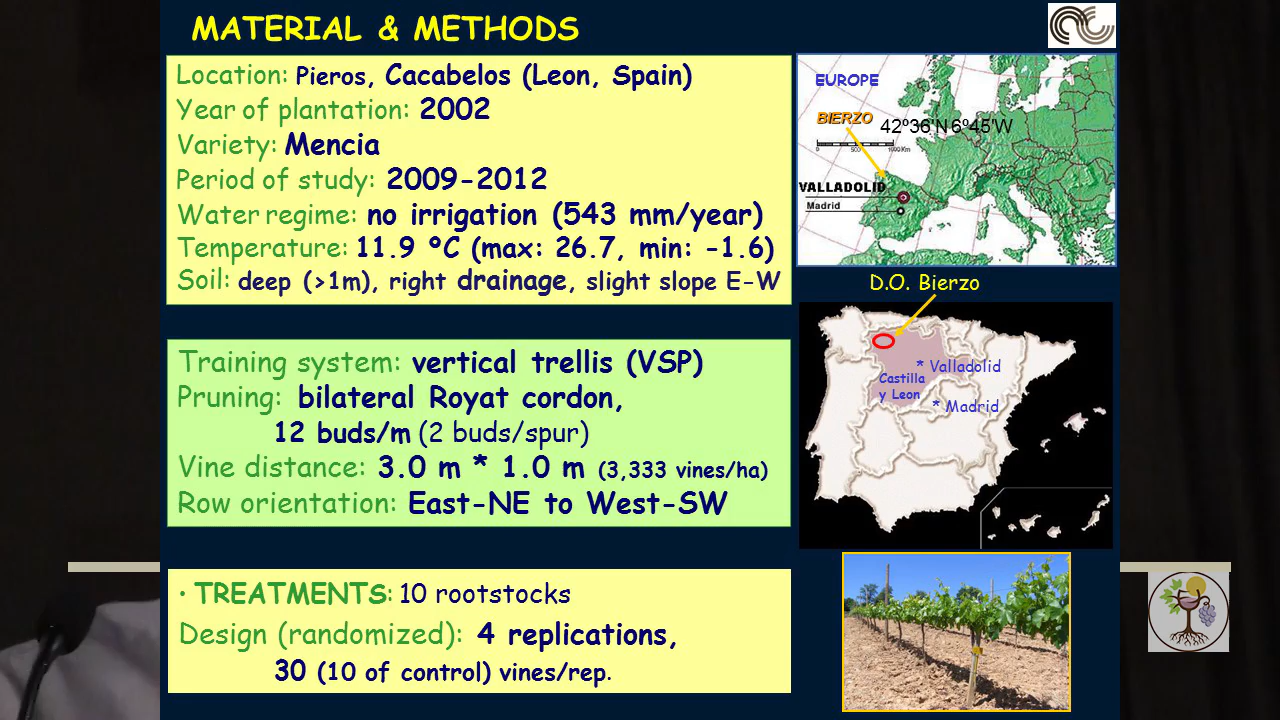 MATERIAL & METHODS
Location: Pieros, Cacabelos (Leon, Spain)
Year of plantation: 2002
Variety: Mencia
Period of study: 2009-2012
Water regime: no irrigation (543 mm/year)
Temperature: 11.9 ºC (max: 26.7, min: -1.6)
Soil: deep (>1m), right drainage, slight slope E-W
Training system: vertical trellis (VSP)
Pruning: bilateral Royat cordon,
12 buds/m (2 buds/spur)
Vine distance: 3.0 m * 1.0 m (3,333 vines/ha)
Row orientation: East-NE to West-SW
• TREATMENTS: 10 rootstocks
Design (randomized): 4 replications,
30 (10 of control) vines/rep.
EUROPE
BIERZO
42º36'N 6º45'W
0 500 1000 Km
VALLADOLID
Madrid
D.O. Bierzo
* Valladolid
Castilla
y Leon
* Madrid